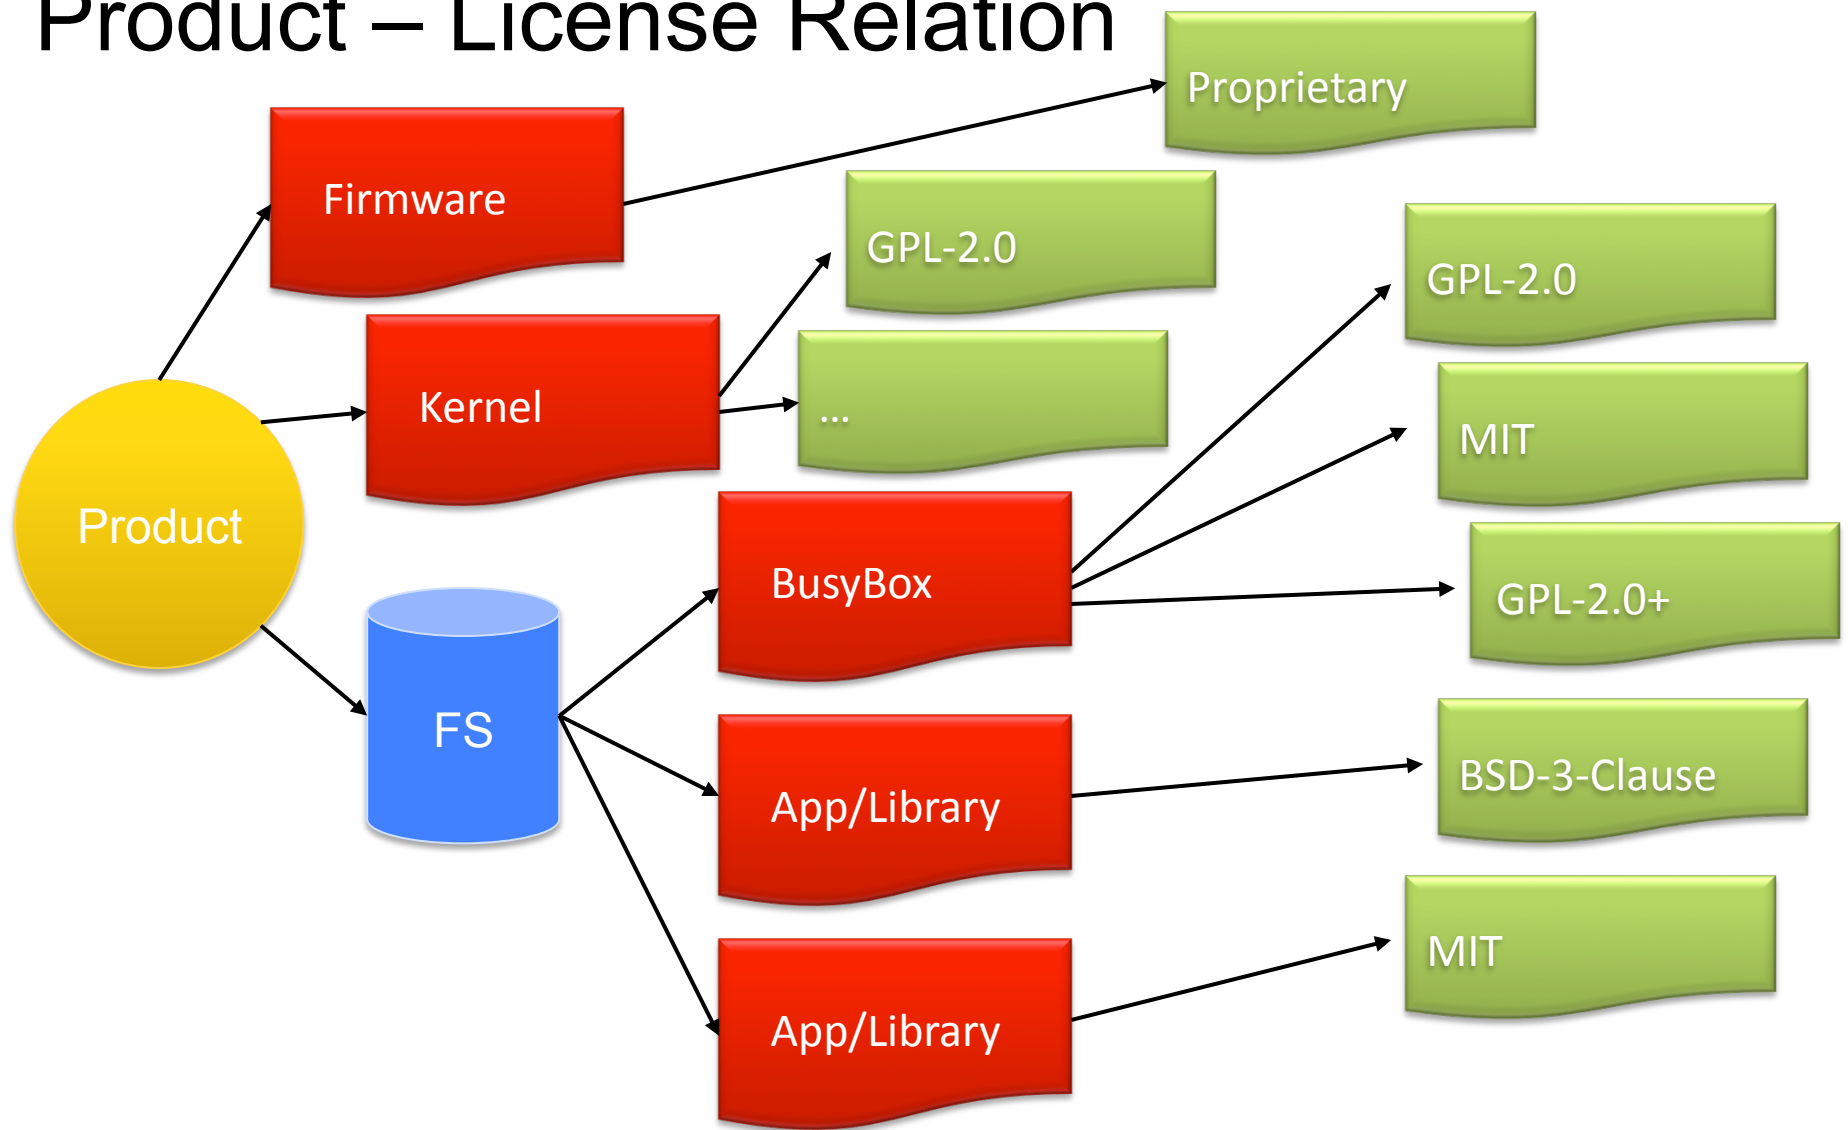 Product – License Relation
Proprietary
Firmware
GPL-2.0
GPL-2.0
Kernel
...
MIT
Product
BusyBox
GPL-2.0+
FS
BSD-3-Clause
App/Library
MIT
App/Library